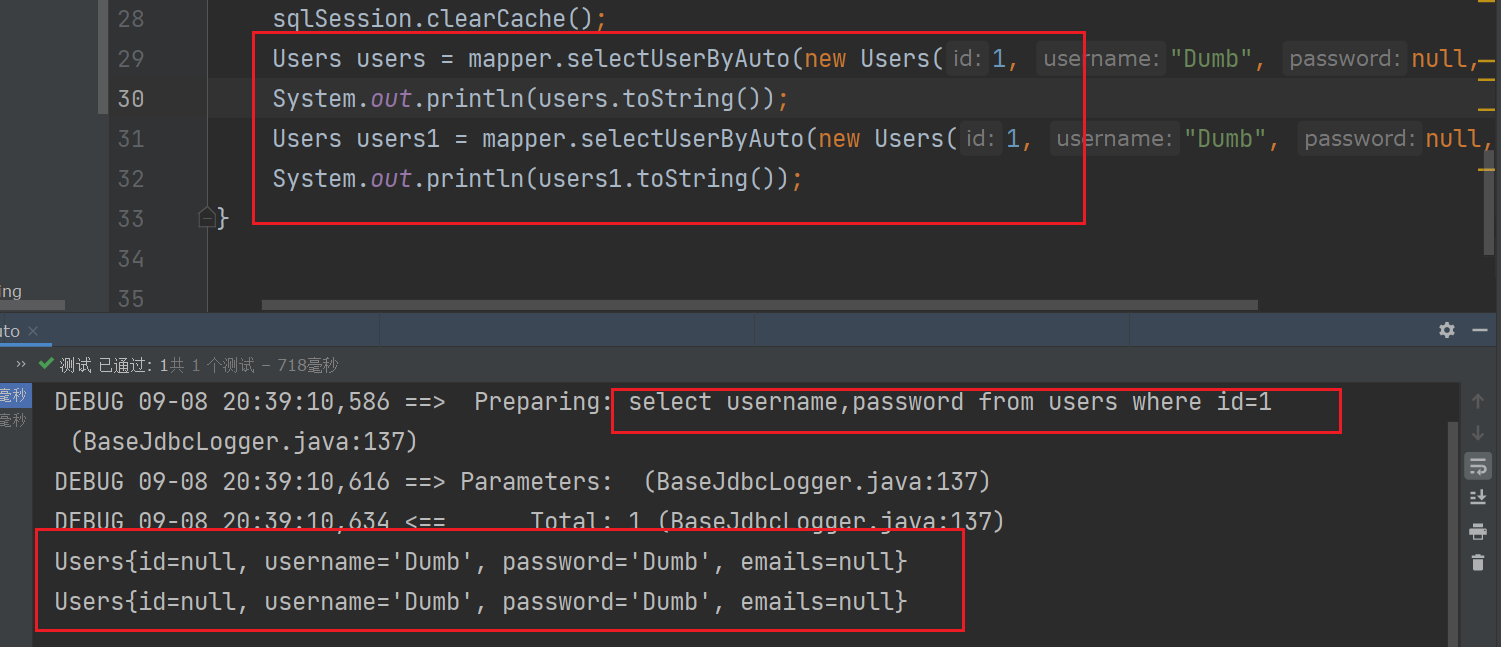 28 sqlSession.clearCache();
29 Users users = mapper.selectUserByAuto(new Users( id: 1, username: "Dumb", password: null,
30 System.out.println(users.toString());
31 Users users1 = mapper.selectUserByAuto(new Users( id: 1, username: "Dumb", password: null,
32 System.out.println(users1.toString());
33 }
34
35
ing
uto ×
» 测试 已通过: 1共 1 个测试 – 718毫秒
毫秒 DEBUG 09-08 20:39:10,586 ==>  Preparing: select username,password from users where id=1
毫秒 (BaseJdbcLogger.java:137)
DEBUG 09-08 20:39:10,616 ==> Parameters:  (BaseJdbcLogger.java:137)
DEBUG 09-08 20:39:10,634 <==      Total: 1 (BaseJdbcLogger.java:137)
Users{id=null, username='Dumb', password='Dumb', emails=null}
Users{id=null, username='Dumb', password='Dumb', emails=null}